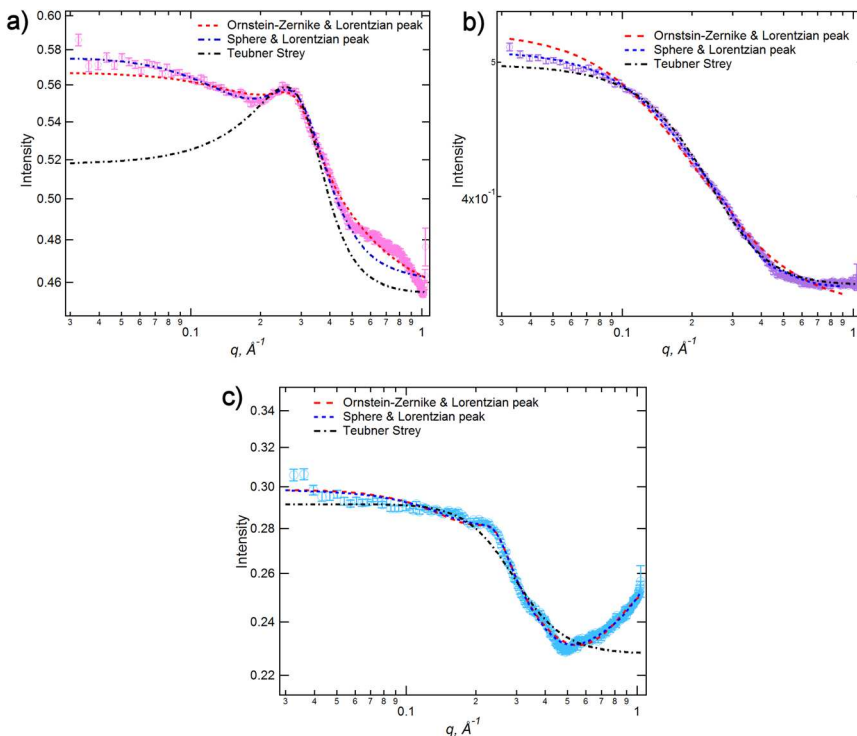 a)
Ornstein-Zernike & Lorentzian peak
Sphere & Lorentzian peak
Teubner Strey
0.60
0.58
0.56
0.54
0.52
0.50
0.48
0.46
Intensity
3 4 5 6 7 8 9 0.1 2 3 4 5 6 7 8 9 1
q, Å⁻¹
b)
Ornstsin-Zernike & Lorentzian peak
Sphere & Lorentzian peak
Teubner Strey
5
4x10⁻¹
Intensity
3 4 5 6 7 8 9 0.1 2 3 4 5 6 7 8 9 1
q, Å⁻¹
c)
Ornstein-Zernike & Lorentzian peak
Sphere & Lorentzian peak
Teubner Strey
0.34
0.32
0.30
0.28
0.26
0.24
0.22
Intensity
3 4 5 6 7 8 9 0.1 2 3 4 5 6 7 8 9 1
q, Å⁻¹